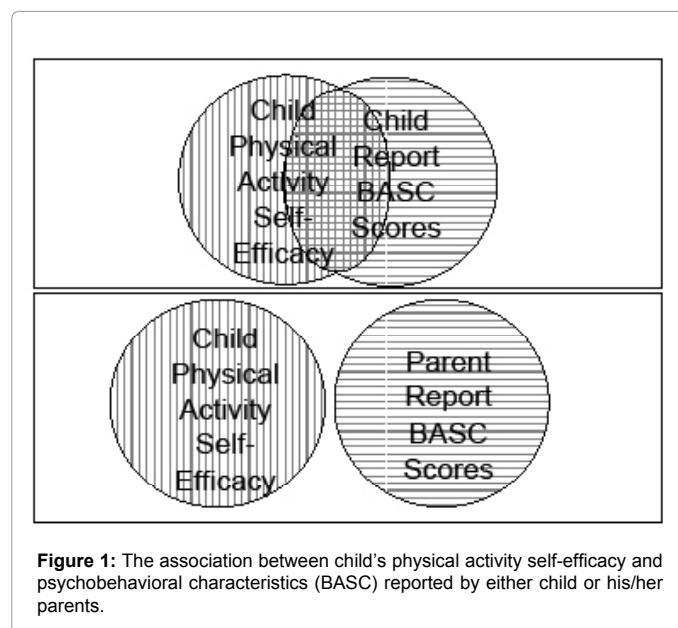 Child
Physical
Activity
Self-
Efficacy
Child
Report
BASC
Scores
Child
Physical
Activity
Self-
Efficacy
Parent
Report
BASC
Scores
Figure 1: The association between child's physical activity self-efficacy and
psychobehavioral characteristics (BASC) reported by either child or his/her
parents.